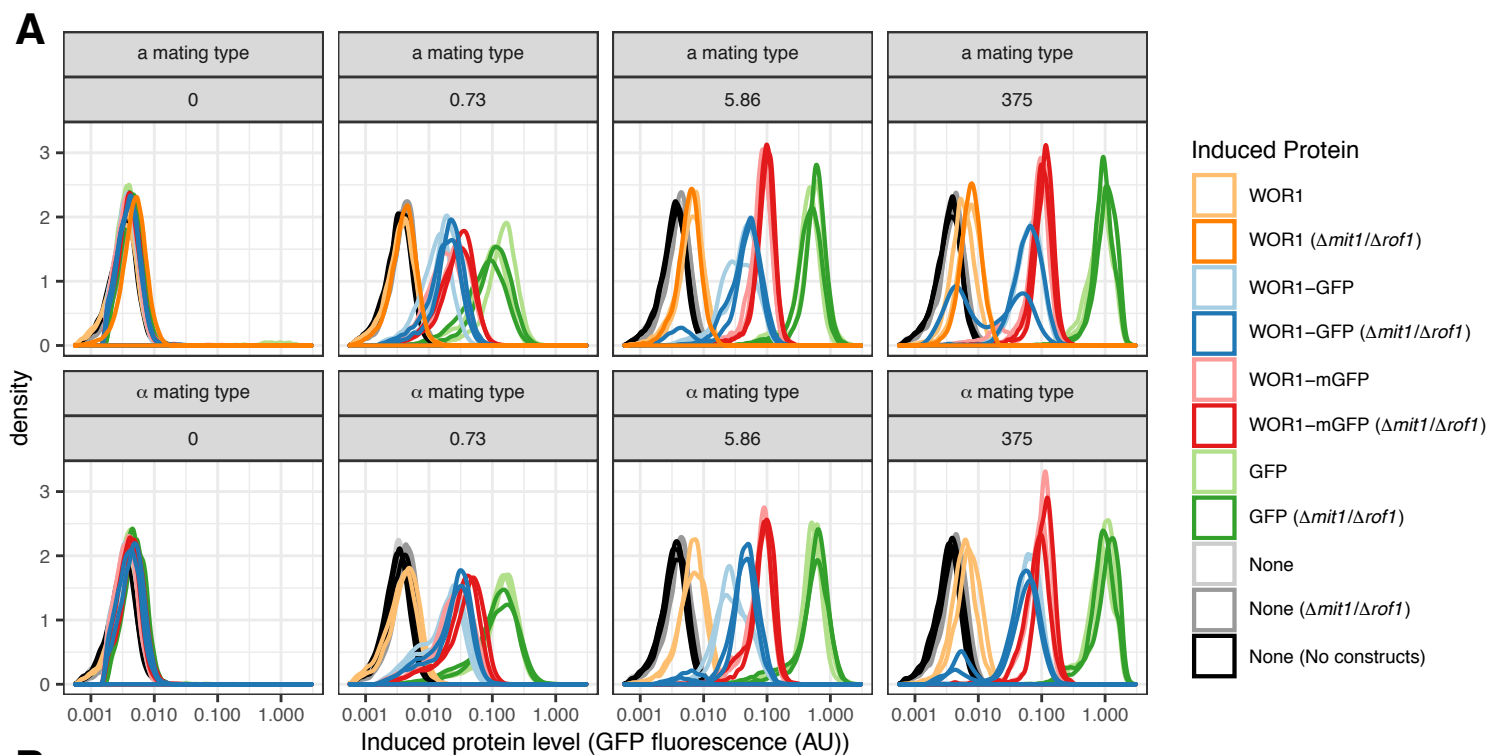 A
a mating type
a mating type
a mating type
a mating type
0
0.73
5.86
375
3
2
1
0
α mating type
α mating type
α mating type
α mating type
0
0.73
5.86
375
3
2
1
0
density
0.001 0.010 0.100 1.000
0.001 0.010 0.100 1.000
0.001 0.010 0.100 1.000
0.001 0.010 0.100 1.000
Induced protein level (GFP fluorescence (AU))
Induced Protein
WOR1
WOR1 (Δmit1/Δrof1)
WOR1−GFP
WOR1−GFP (Δmit1/Δrof1)
WOR1−mGFP
WOR1−mGFP (Δmit1/Δrof1)
GFP
GFP (Δmit1/Δrof1)
None
None (Δmit1/Δrof1)
None (No constructs)